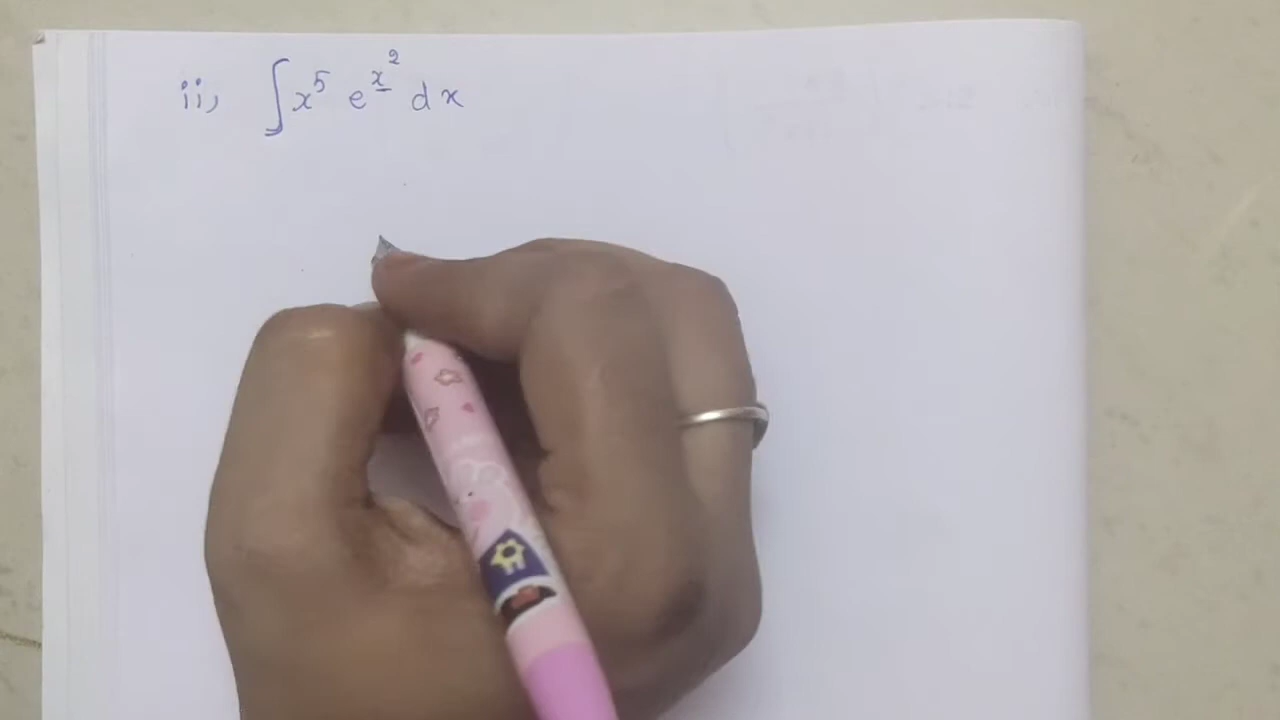 ii, ∫x⁵ e^x² dx